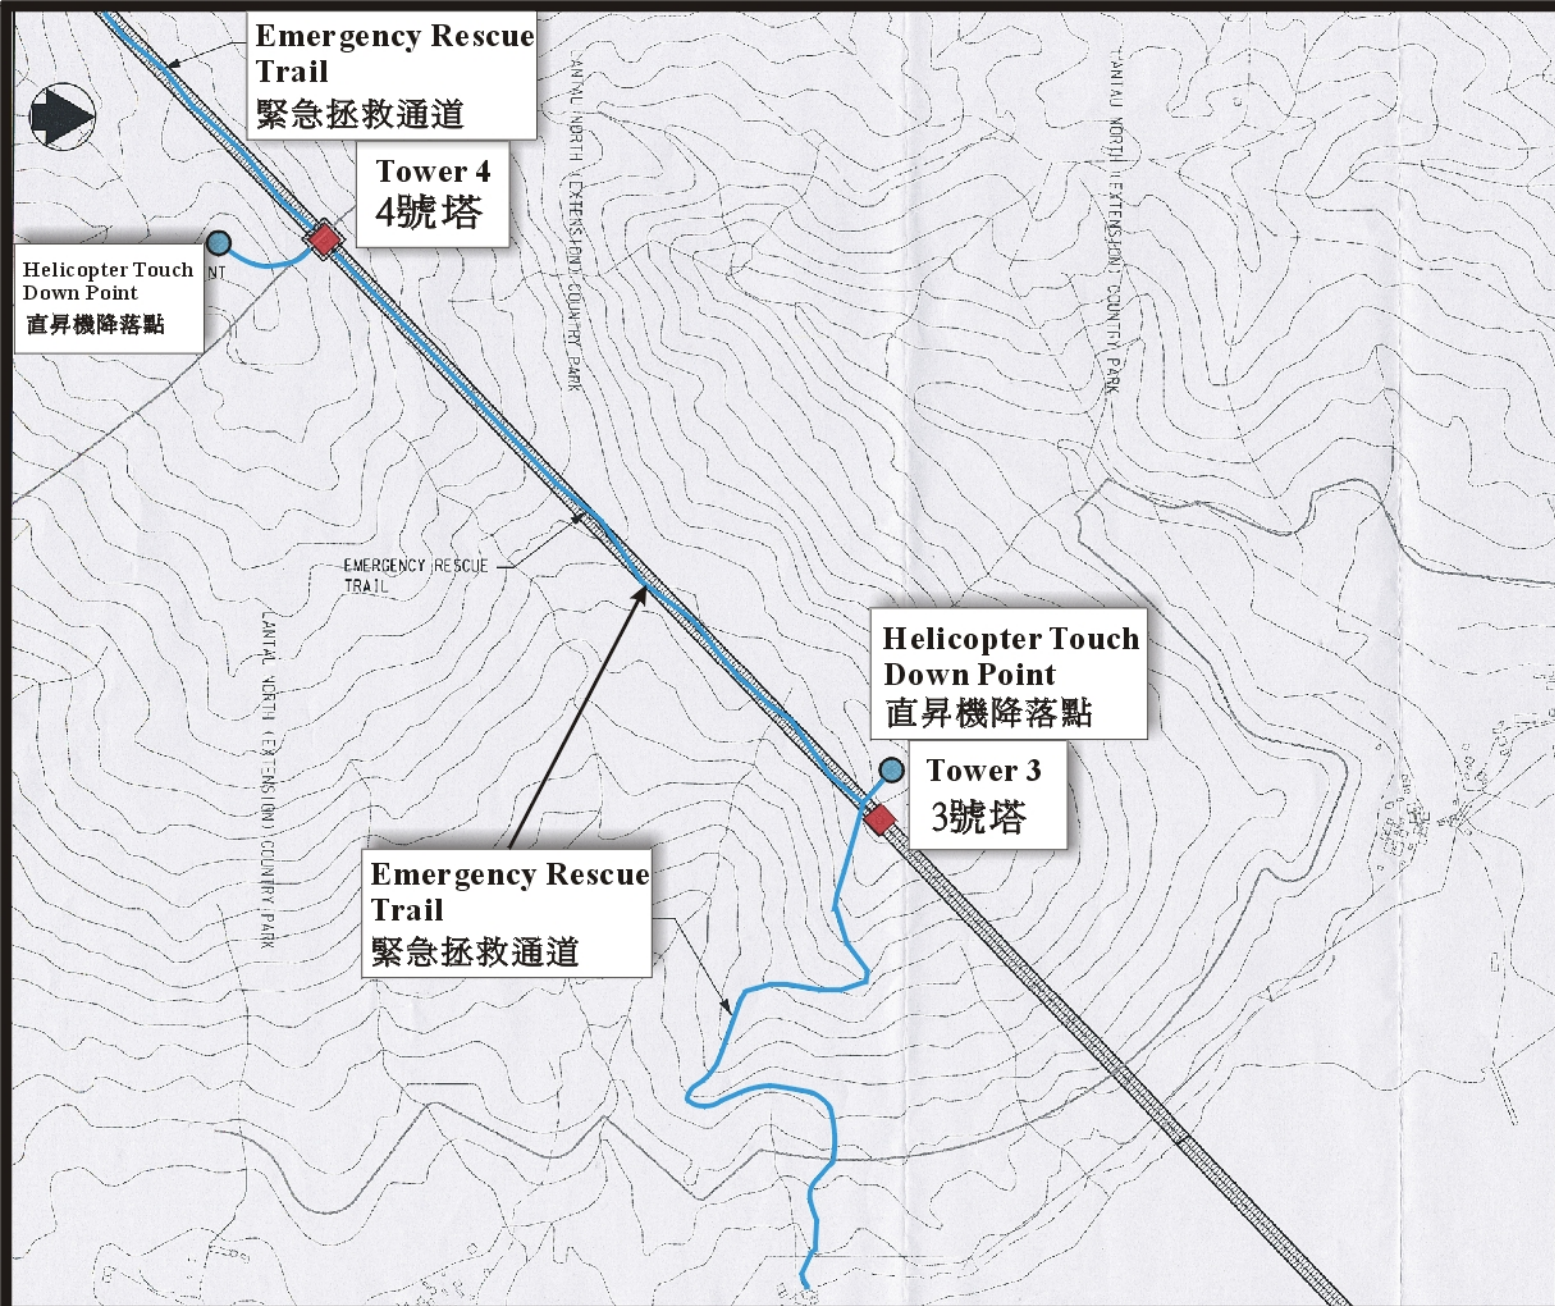 Emergency Rescue
Trail
緊急拯救通道
Tower 4
4號塔
Helicopter Touch
Down Point
直昇機降落點
NT
LANTAU NORTH (EXTENSION) COUNTRY PARK
LANTAU NORTH (EXTENSION) COUNTRY PARK
EMERGENCY RESCUE
TRAIL
LANTAU NORTH (EXTENSION) COUNTRY PARK
Helicopter Touch
Down Point
直昇機降落點
Tower 3
3號塔
Emergency Rescue
Trail
緊急拯救通道